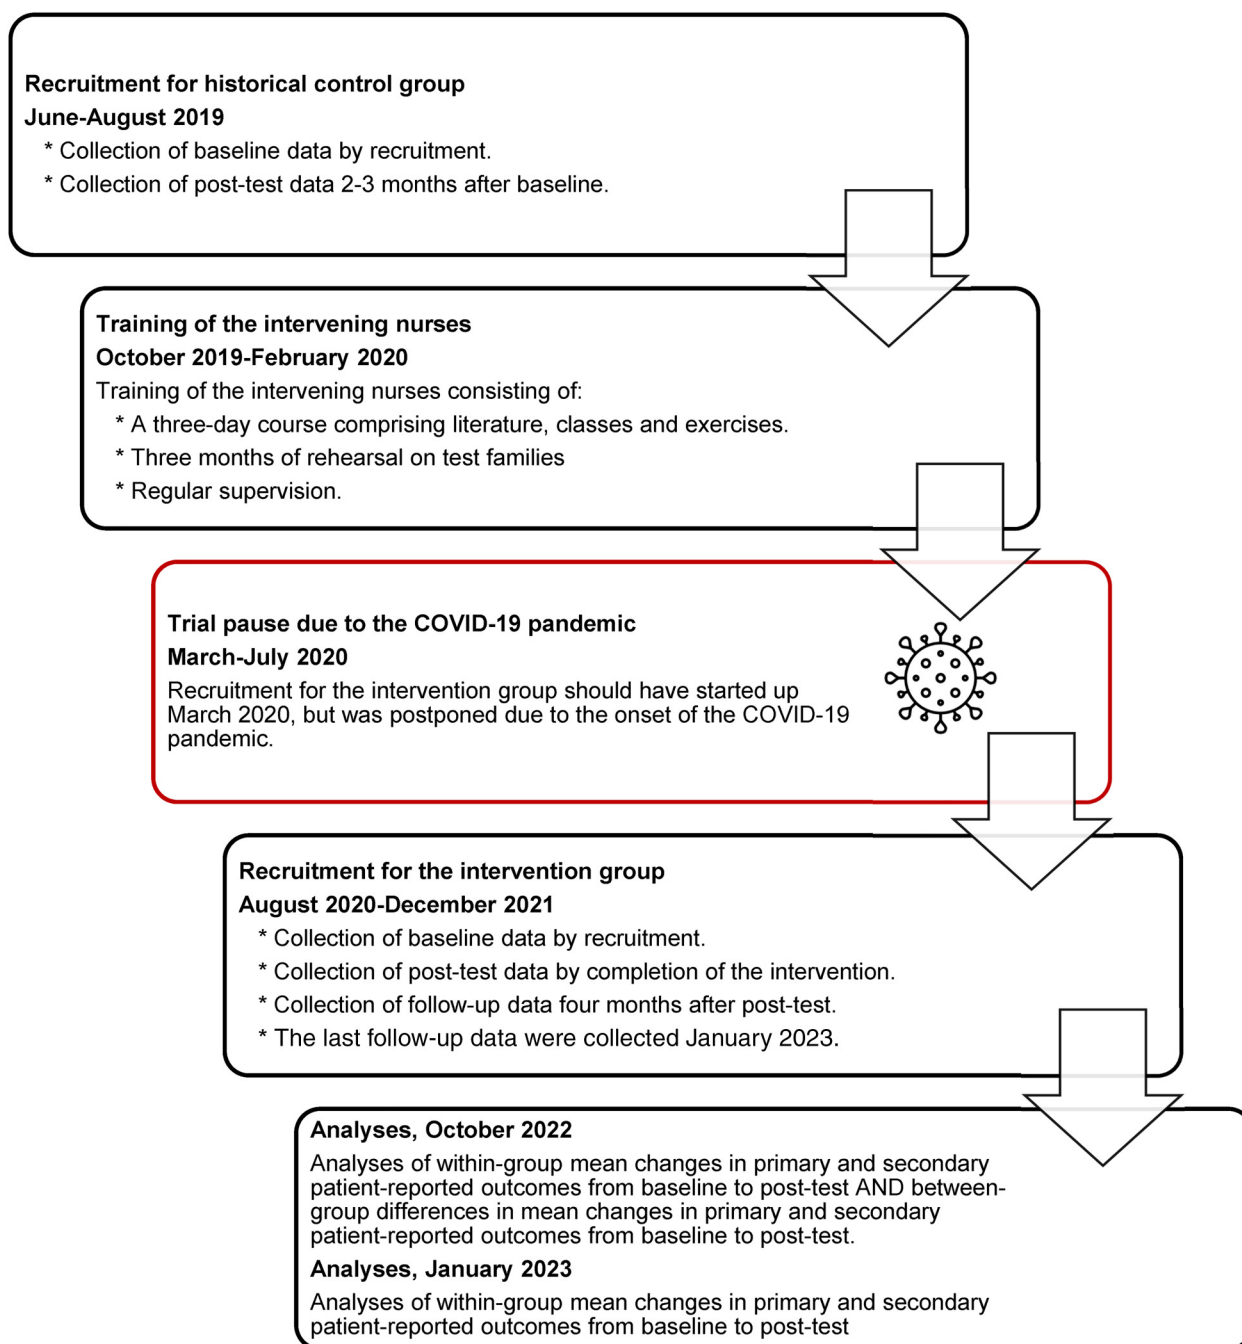 Recruitment for historical control group
June-August 2019
* Collection of baseline data by recruitment.
* Collection of post-test data 2-3 months after baseline.
Training of the intervening nurses
October 2019-February 2020
Training of the intervening nurses consisting of:
* A three-day course comprising literature, classes and exercises.
* Three months of rehearsal on test families
* Regular supervision.
Trial pause due to the COVID-19 pandemic
March-July 2020
Recruitment for the intervention group should have started up
March 2020, but was postponed due to the onset of the COVID-19
pandemic.
Recruitment for the intervention group
August 2020-December 2021
* Collection of baseline data by recruitment.
* Collection of post-test data by completion of the intervention.
* Collection of follow-up data four months after post-test.
* The last follow-up data were collected January 2023.
Analyses, October 2022
Analyses of within-group mean changes in primary and secondary
patient-reported outcomes from baseline to post-test AND between-
group differences in mean changes in primary and secondary
patient-reported outcomes from baseline to post-test.
Analyses, January 2023
Analyses of within-group mean changes in primary and secondary
patient-reported outcomes from baseline to post-test